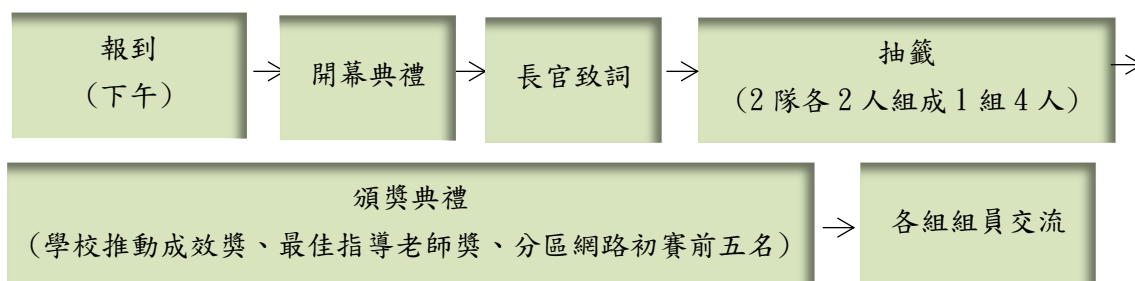 報到
（下午）
開幕典禮
長官致詞
抽籤
（2 隊各 2 人組成 1 組 4 人）
頒獎典禮
（學校推動成效獎、最佳指導老師獎、分區網路初賽前五名）
各組組員交流